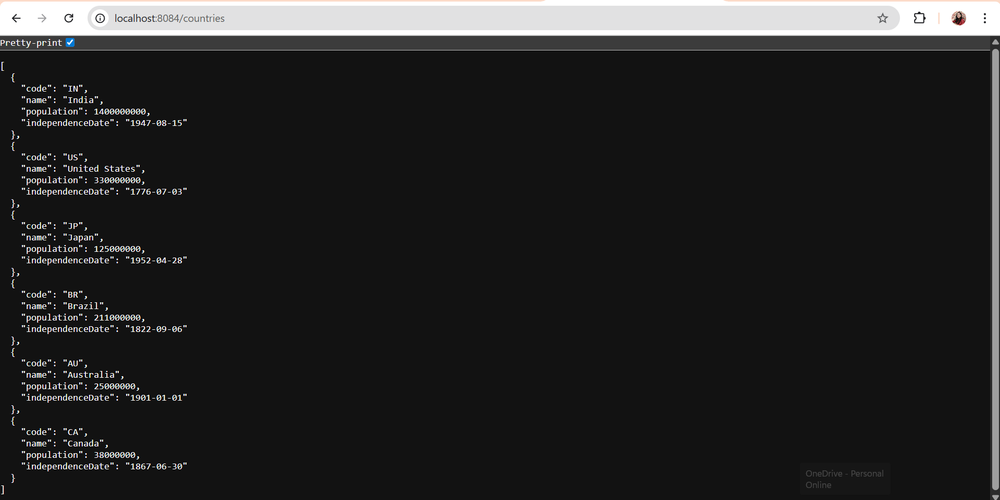 localhost:8084/countries
Pretty-print
[
  {
    "code": "IN",
    "name": "India",
    "population": 1400000000,
    "independenceDate": "1947-08-15"
  },
  {
    "code": "US",
    "name": "United States",
    "population": 330000000,
    "independenceDate": "1776-07-03"
  },
  {
    "code": "JP",
    "name": "Japan",
    "population": 125000000,
    "independenceDate": "1952-04-28"
  },
  {
    "code": "BR",
    "name": "Brazil",
    "population": 211000000,
    "independenceDate": "1822-09-06"
  },
  {
    "code": "AU",
    "name": "Australia",
    "population": 25000000,
    "independenceDate": "1901-01-01"
  },
  {
    "code": "CA",
    "name": "Canada",
    "population": 38000000,
    "independenceDate": "1867-06-30"
  }
]
OneDrive - Personal
Online